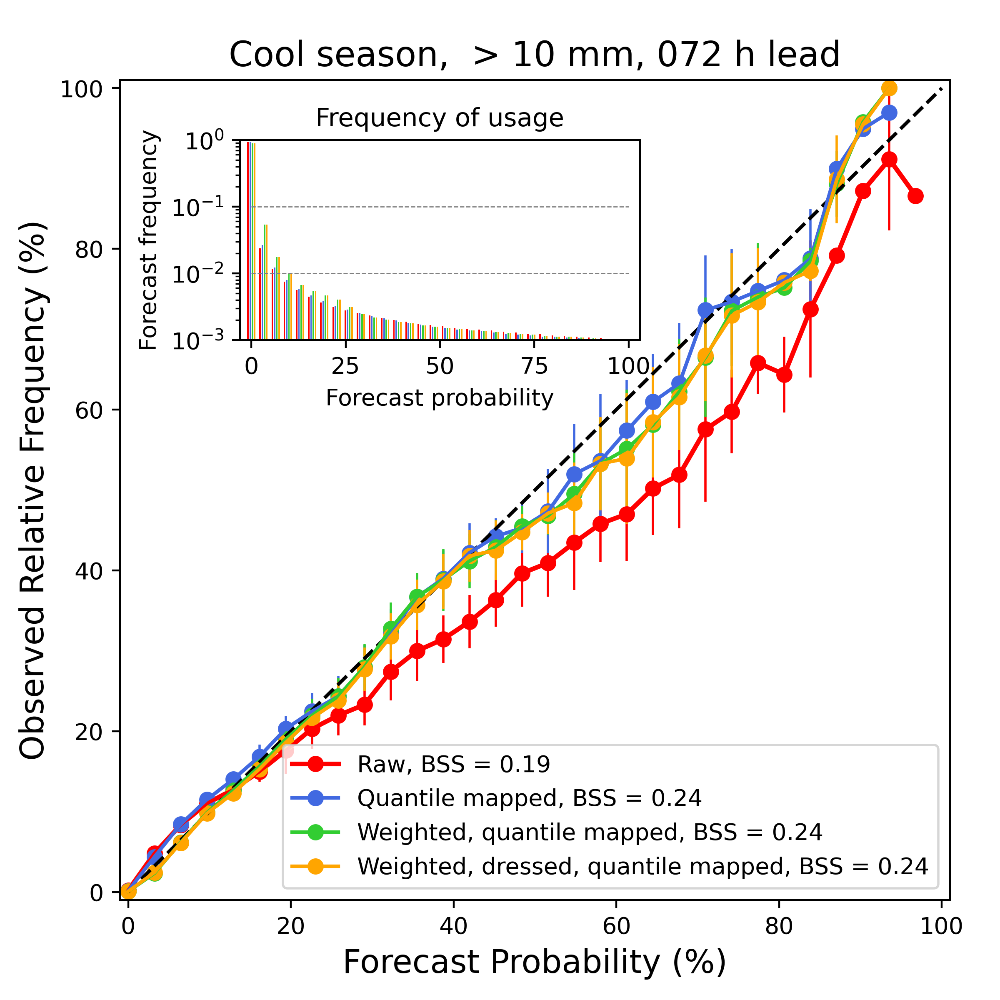 Cool season,  > 10 mm, 072 h lead
Observed Relative Frequency (%)
100
80
60
40
20
0
Frequency of usage
Forecast frequency
10⁰
10⁻¹
10⁻²
10⁻³
0 25 50 75 100
Forecast probability
Raw, BSS = 0.19
Quantile mapped, BSS = 0.24
Weighted, quantile mapped, BSS = 0.24
Weighted, dressed, quantile mapped, BSS = 0.24
0 20 40 60 80 100
Forecast Probability (%)